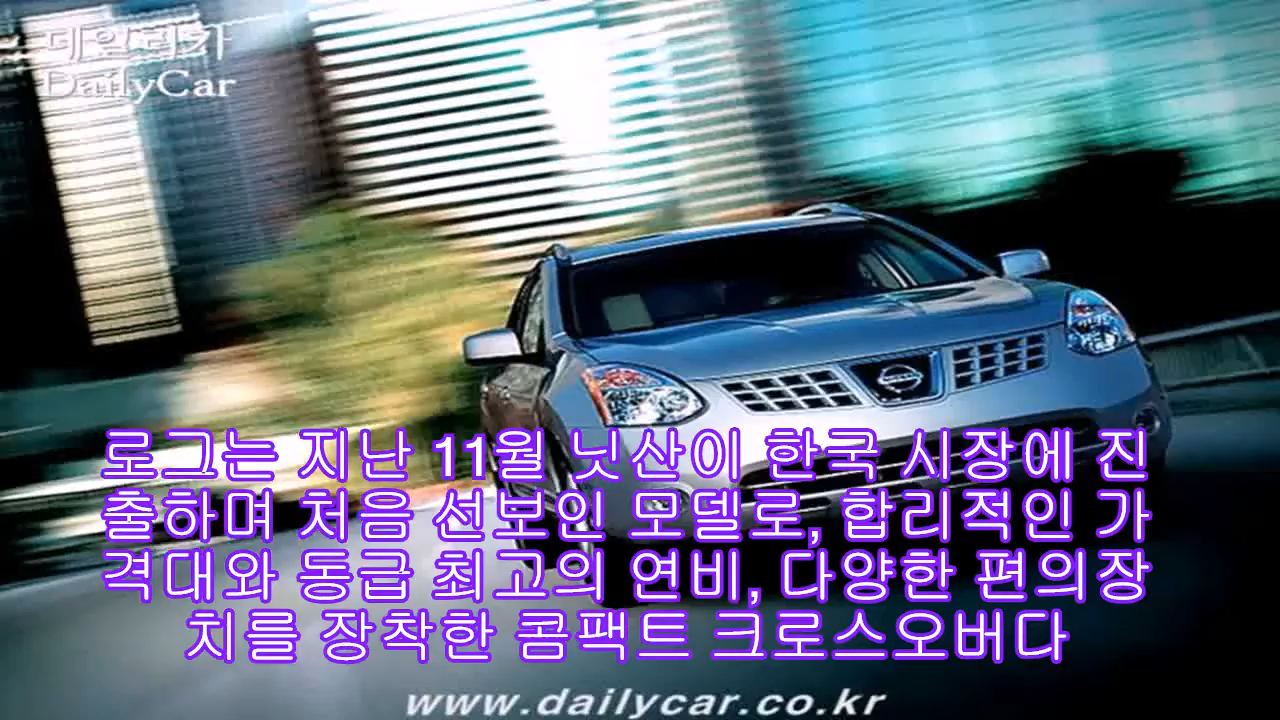 데일리카
DailyCar
NISSAN
로그는 지난 11월 닛산이 한국 시장에 진
출하며 처음 선보인 모델로, 합리적인 가
격대와 동급 최고의 연비, 다양한 편의장
치를 장착한 콤팩트 크로스오버다
www.dailycar.co.kr